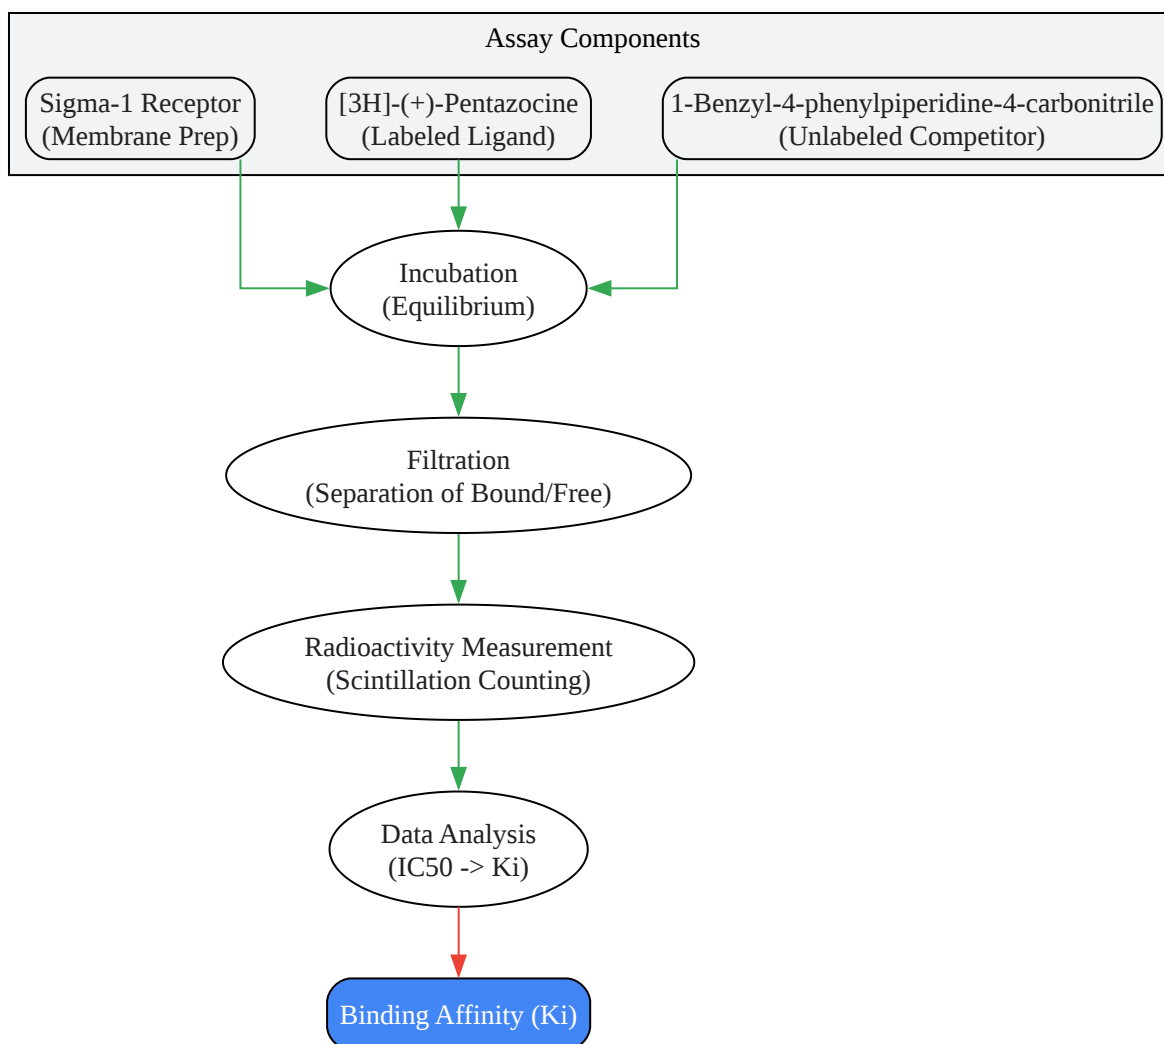 Assay Components
Sigma-1 Receptor
(Membrane Prep)
[3H]-(+)-Pentazocine
(Labeled Ligand)
1-Benzyl-4-phenylpiperidine-4-carbonitrile
(Unlabeled Competitor)
Incubation
(Equilibrium)
Filtration
(Separation of Bound/Free)
Radioactivity Measurement
(Scintillation Counting)
Data Analysis
(IC50 -> Ki)
Binding Affinity (Ki)